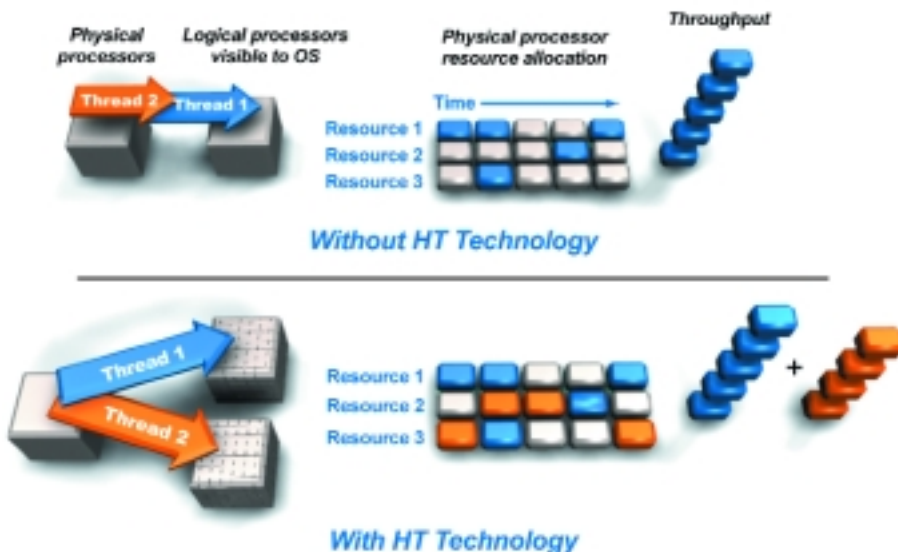 Physical
processors
Logical processors
visible to OS
Physical processor
resource allocation
Throughput
Thread 2
Thread 1
Time
Resource 1
Resource 2
Resource 3
Without HT Technology
Thread 1
Thread 2
Resource 1
Resource 2
Resource 3
+
With HT Technology